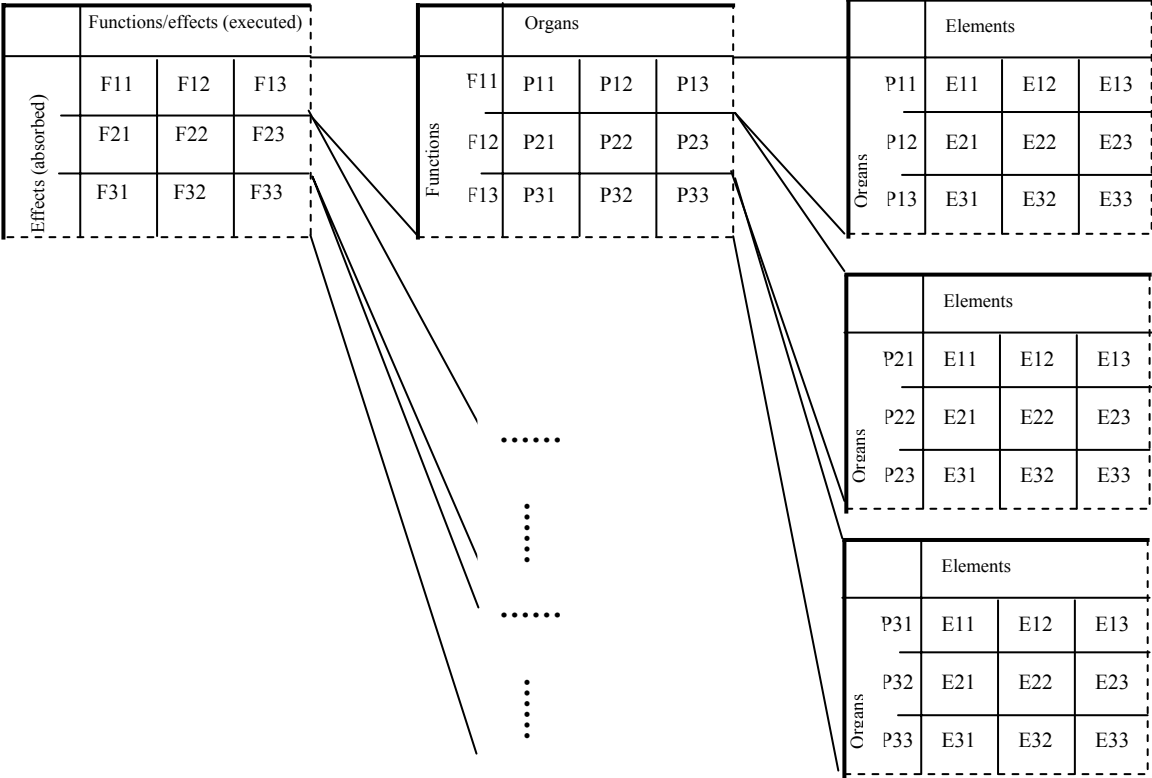 Functions/effects (executed)
Effects (absorbed)
F11 F12 F13
F21 F22 F23
F31 F32 F33
Organs
Functions
F11 P11 P12 P13
F12 P21 P22 P23
F13 P31 P32 P33
Elements
Organs
P11 E11 E12 E13
P12 E21 E22 E23
P13 E31 E32 E33
Elements
Organs
P21 E11 E12 E13
P22 E21 E22 E23
P23 E31 E32 E33
Elements
Organs
P31 E11 E12 E13
P32 E21 E22 E23
P33 E31 E32 E33
......
......
......
......